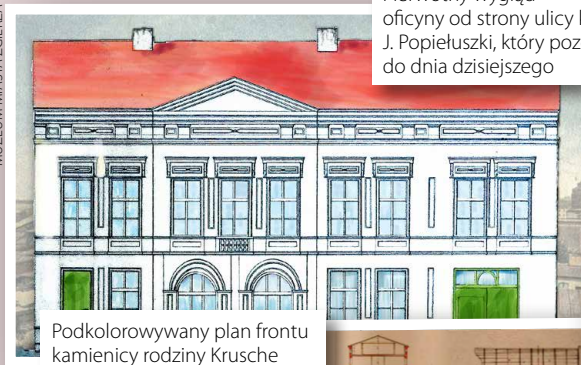 oficyny od strony ulicy
J. Popiełuszki, który
do dnia dzisiejszego
Podkolorowywany plan frontu
kamienicy rodziny Krusche